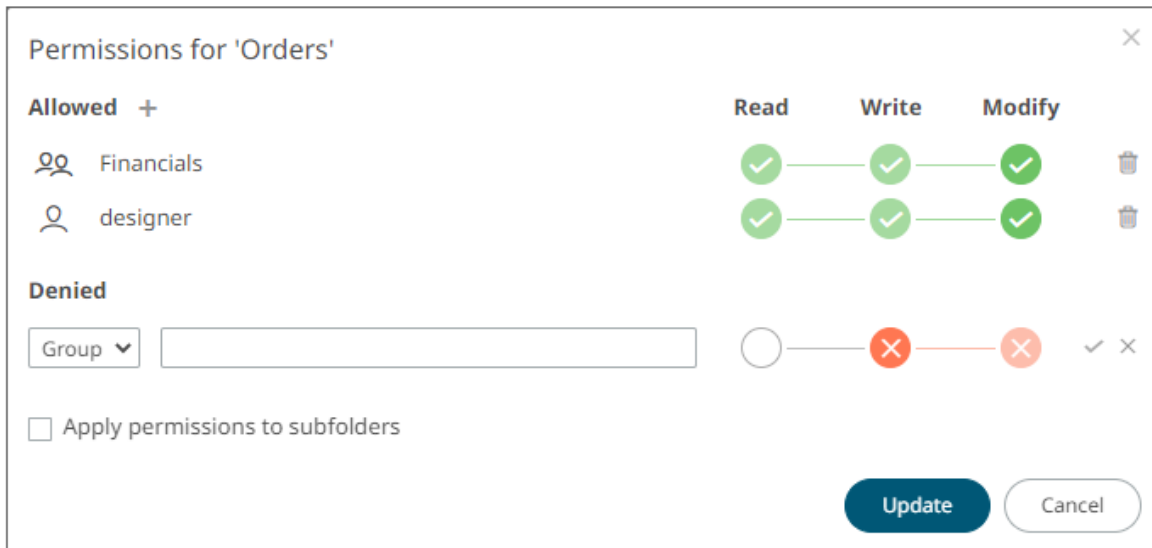 Permissions for 'Orders'
Allowed + Read Write Modify
Financials
designer
Denied
Group
Apply permissions to subfolders
Update Cancel